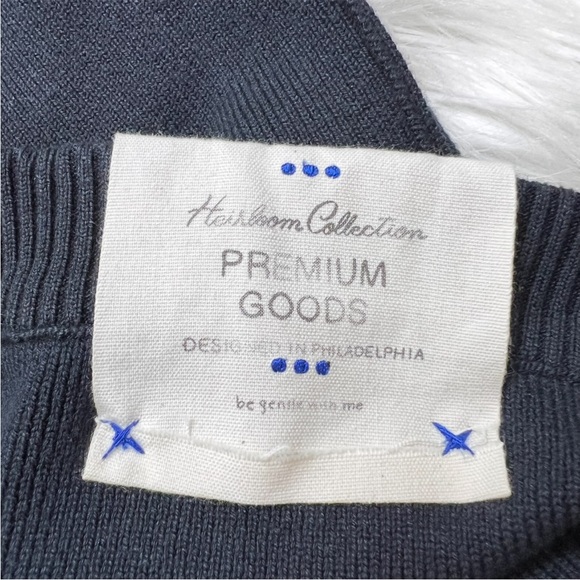 Heirloom Collection
PREMIUM
GOODS
DESIGNED IN PHILADELPHIA
be gentle with me